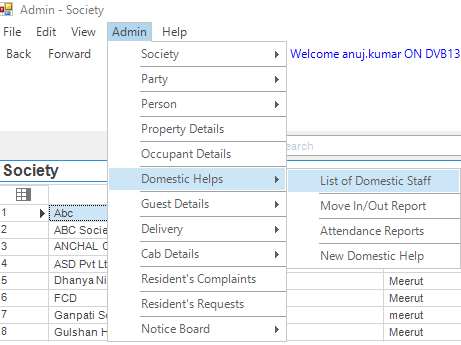 Admin - Society
File Edit View Admin Help
Back Forward
Welcome anuj.kumar ON DVB13
Society
Party
Person
Property Details
Occupant Details
Domestic Helps
Guest Details
Delivery
Cab Details
Resident's Complaints
Resident's Requests
Notice Board
List of Domestic Staff
Move In/Out Report
Attendance Reports
New Domestic Help
earch
Society
1 Abc
2 ABC Socie
3 ANCHAL G
4 ASD Pvt Lt
5 Dhanya Ni Meerut
6 FCD Meerut
7 Ganpati So meerut
8 Gulshan H Meerut